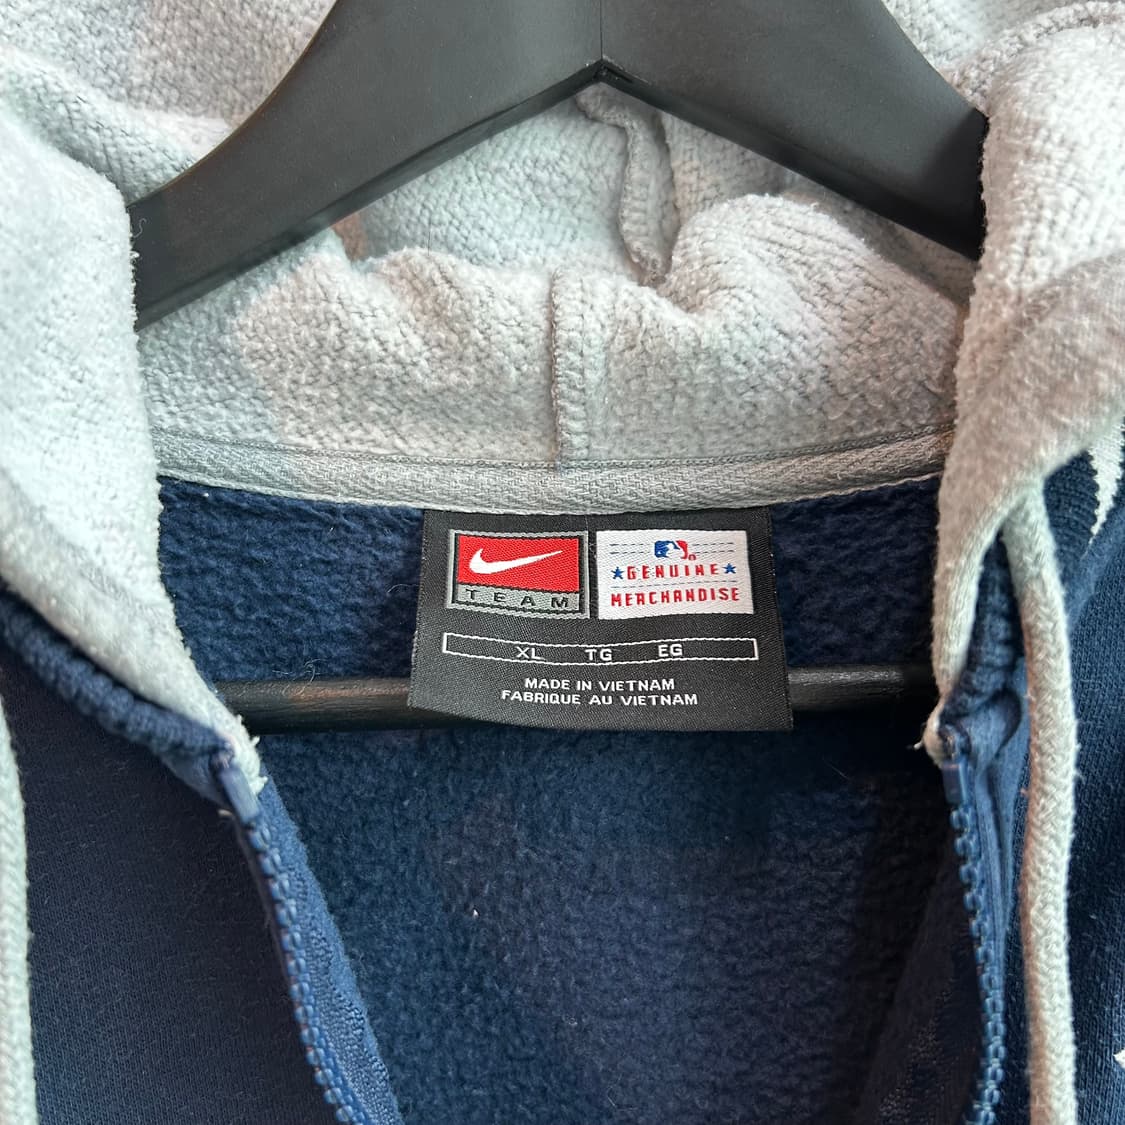 TEAM
GENUINE
MERCHANDISE
XL TG EG
MADE IN VIETNAM
FABRIQUE AU VIETNAM